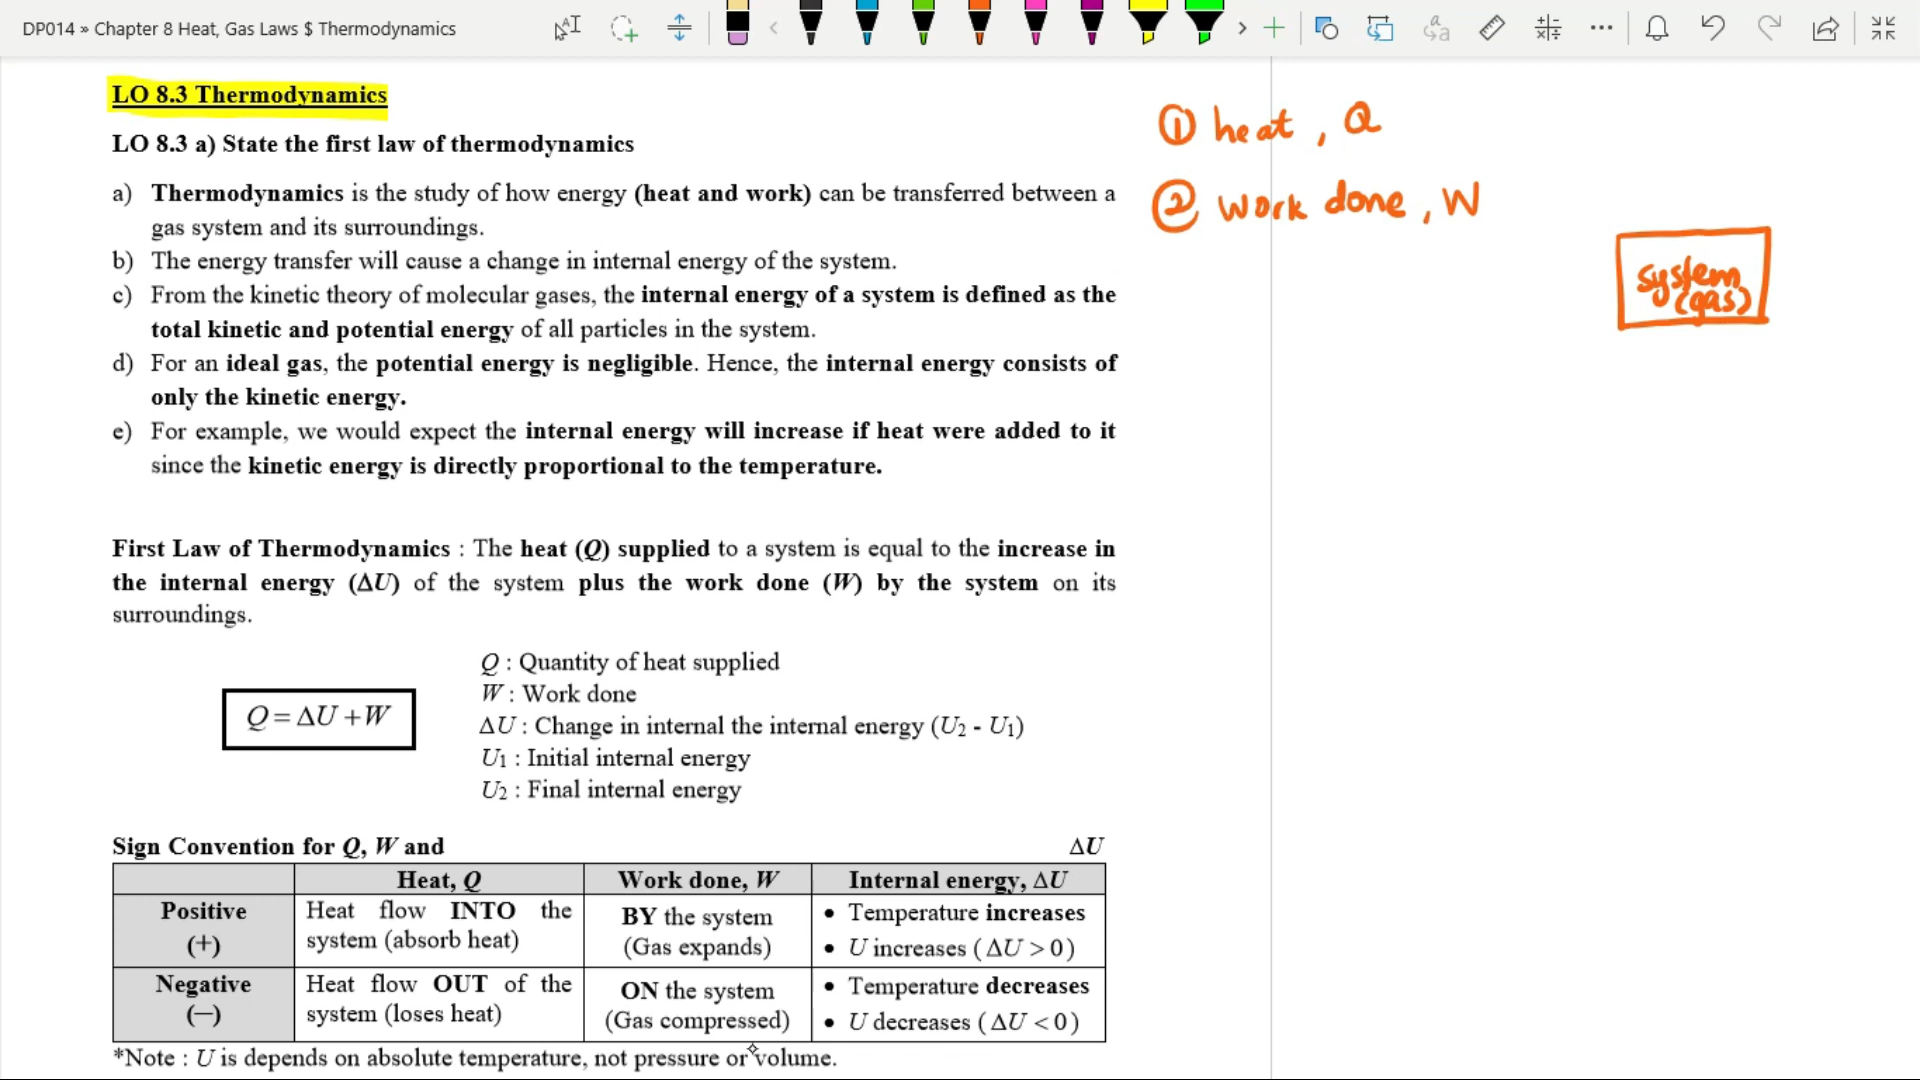 DP014 » Chapter 8 Heat, Gas Laws $ Thermodynamics
LO 8.3 Thermodynamics
LO 8.3 a) State the first law of thermodynamics
a) Thermodynamics is the study of how energy (heat and work) can be transferred between a
gas system and its surroundings.
b) The energy transfer will cause a change in internal energy of the system.
c) From the kinetic theory of molecular gases, the internal energy of a system is defined as the
total kinetic and potential energy of all particles in the system.
d) For an ideal gas, the potential energy is negligible. Hence, the internal energy consists of
only the kinetic energy.
e) For example, we would expect the internal energy will increase if heat were added to it
since the kinetic energy is directly proportional to the temperature.
First Law of Thermodynamics : The heat (Q) supplied to a system is equal to the increase in
the internal energy (ΔU) of the system plus the work done (W) by the system on its
surroundings.
Q = ΔU + W
Q : Quantity of heat supplied
W : Work done
ΔU : Change in internal the internal energy (U2 - U1)
U1 : Initial internal energy
U2 : Final internal energy
Sign Convention for Q, W and ΔU
Heat, Q Work done, W Internal energy, ΔU
Positive
(+)
Heat flow INTO the
system (absorb heat)
BY the system
(Gas expands)
• Temperature increases
• U increases ( ΔU > 0 )
Negative
(—)
Heat flow OUT of the
system (loses heat)
ON the system
(Gas compressed)
• Temperature decreases
• U decreases ( ΔU < 0 )
*Note : U is depends on absolute temperature, not pressure or volume.
① heat , Q
② work done , W
system
(gas)